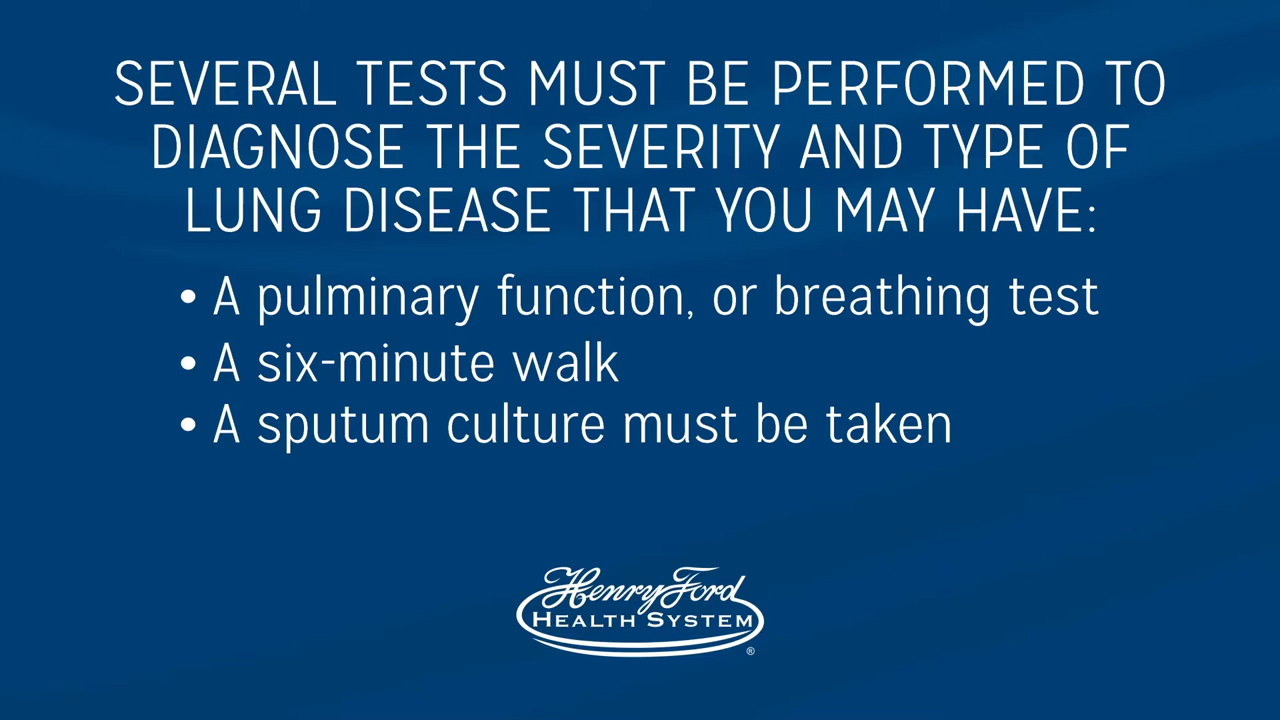 SEVERAL TESTS MUST BE PERFORMED TO
DIAGNOSE THE SEVERITY AND TYPE OF
LUNG DISEASE THAT YOU MAY HAVE:
• A pulminary function, or breathing test
• A six-minute walk
• A sputum culture must be taken
Henry Ford
HEALTH SYSTEM
®